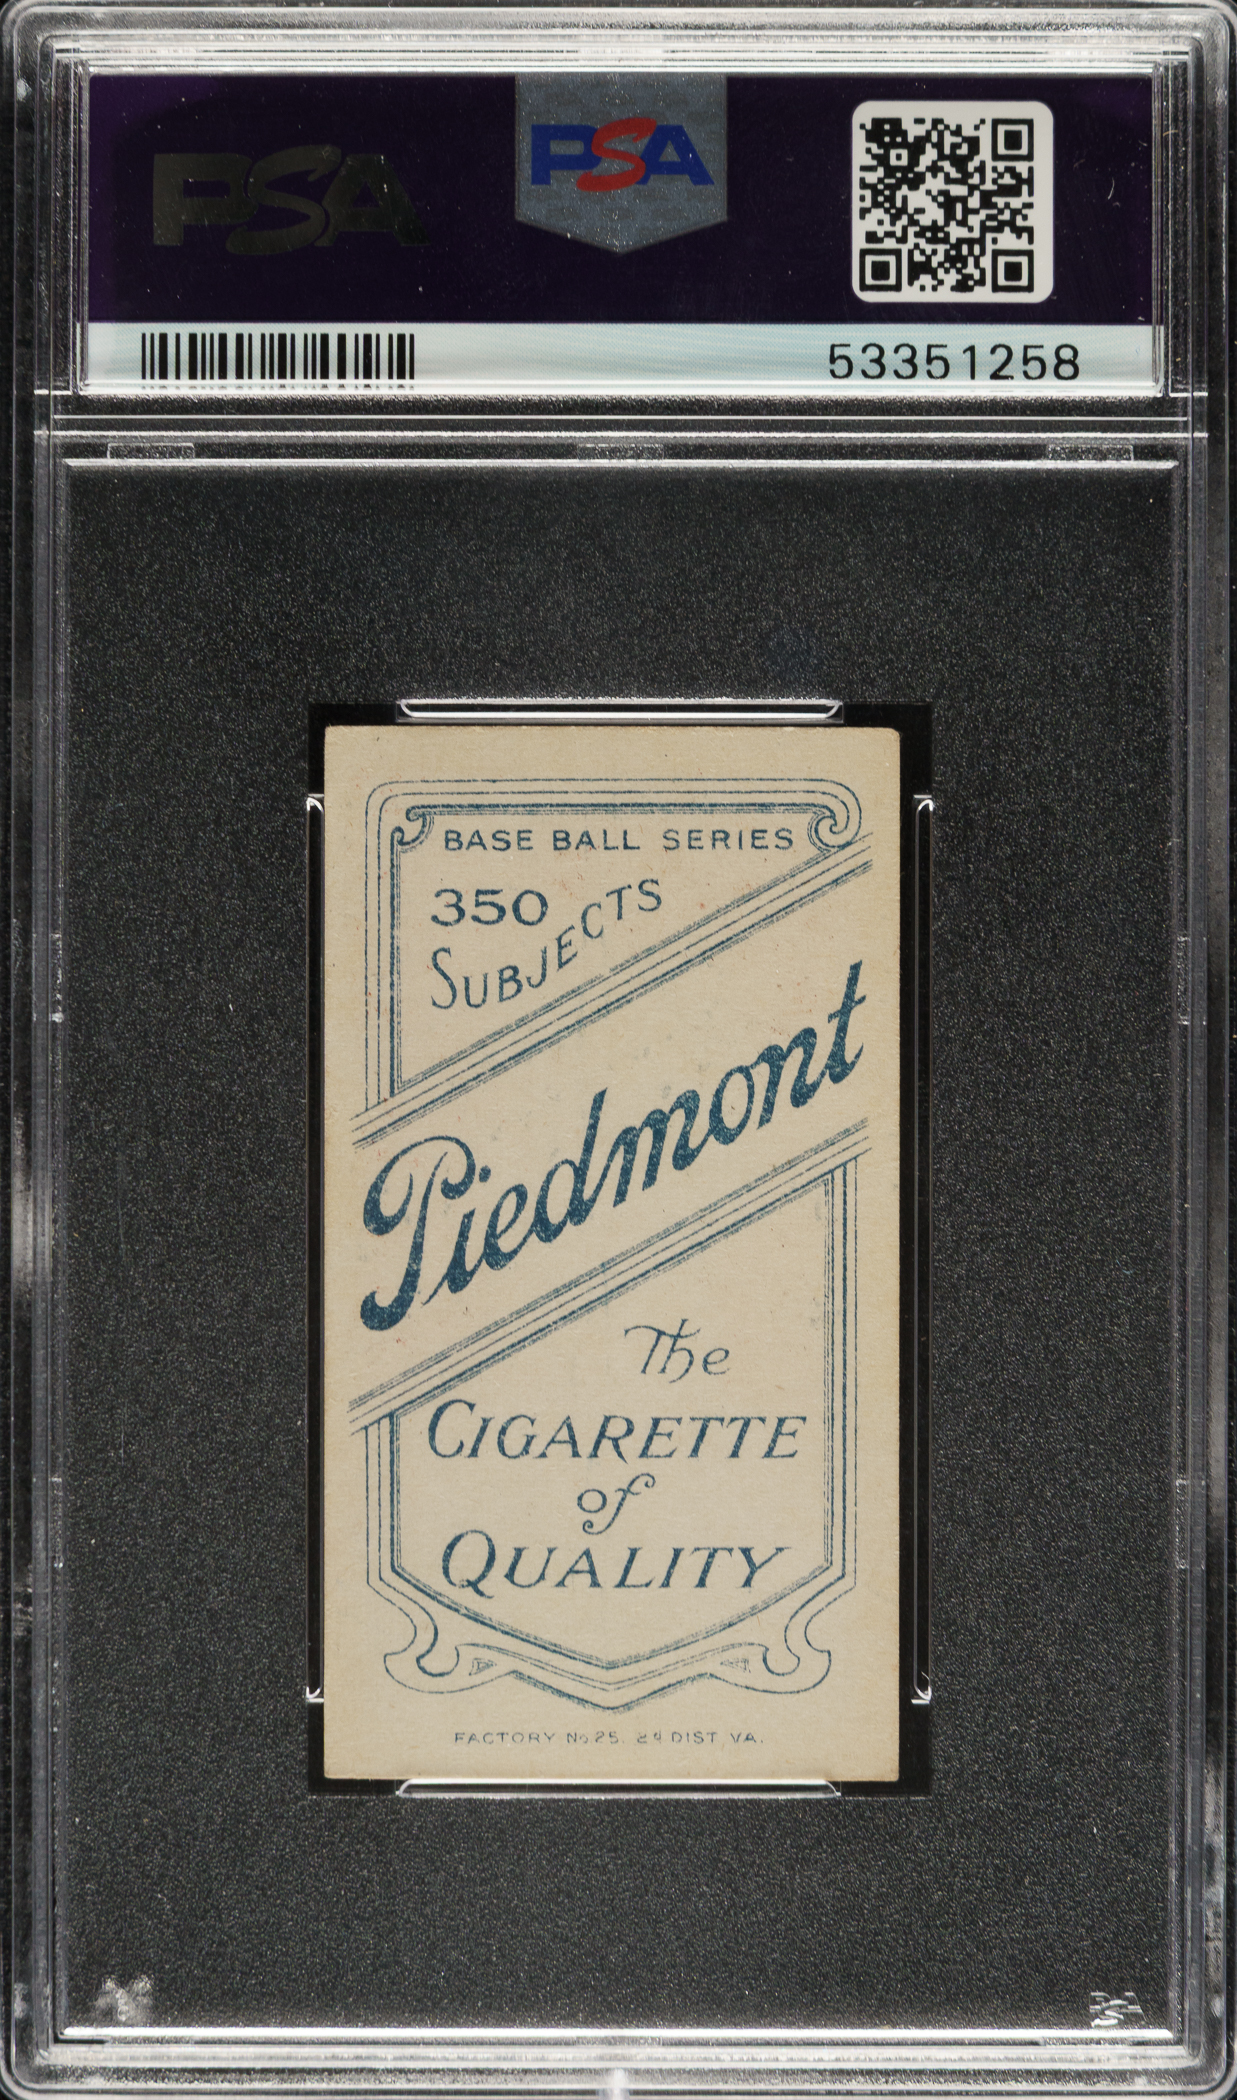 PSA
PSA
53351258
BASE BALL SERIES
350
SUBJECTS
Piedmont
The
CIGARETTE
of
QUALITY
FACTORY No 25. 2d DIST. VA.
PSA